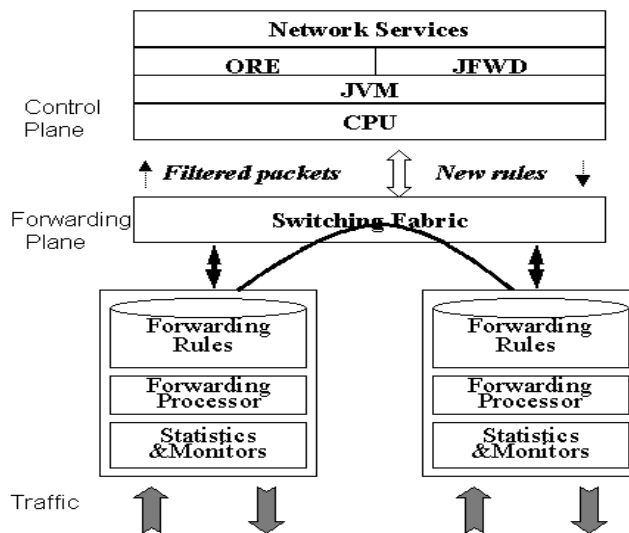 Network Services
ORE JFWD
JVM
Control
Plane
CPU
Filtered packets New rules
Forwarding
Plane
Switching Fabric
Forwarding
Rules
Forwarding
Processor
Statistics
&Monitors
Forwarding
Rules
Forwarding
Processor
Statistics
&Monitors
Traffic